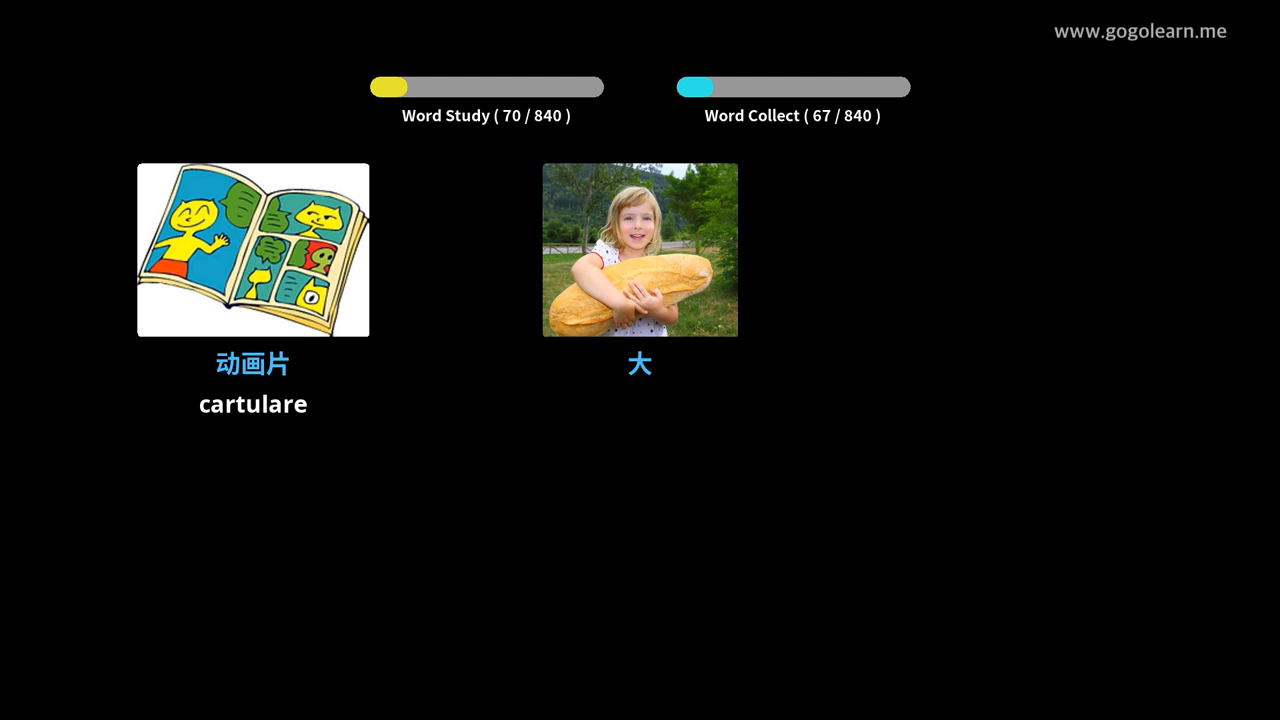 www.gogolearn.me
Word Study ( 70 / 840 )
Word Collect ( 67 / 840 )
动画片
cartulare
大